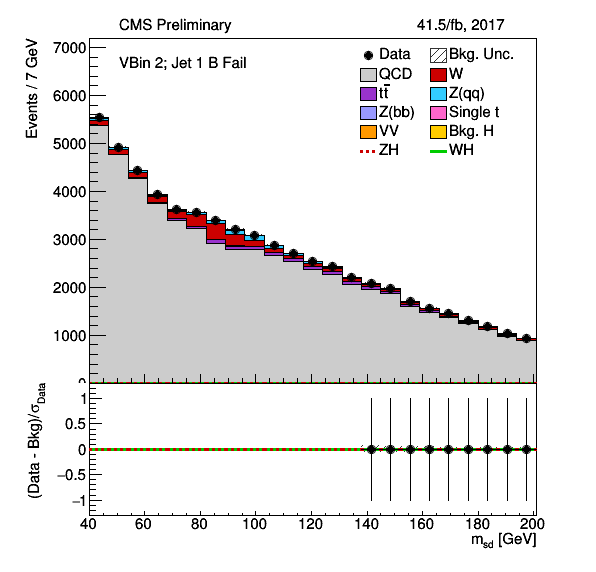 CMS Preliminary 41.5/fb, 2017
Events / 7 GeV
7000
6000
5000
4000
3000
2000
1000
0
VBin 2; Jet 1 B Fail
Data Bkg. Unc.
QCD W
tt̅ Z(qq)
Z(bb) Single t
VV Bkg. H
ZH WH
(Data - Bkg)/σData
1
0.5
0
−0.5
−1
40 60 80 100 120 140 160 180 200
msd [GeV]